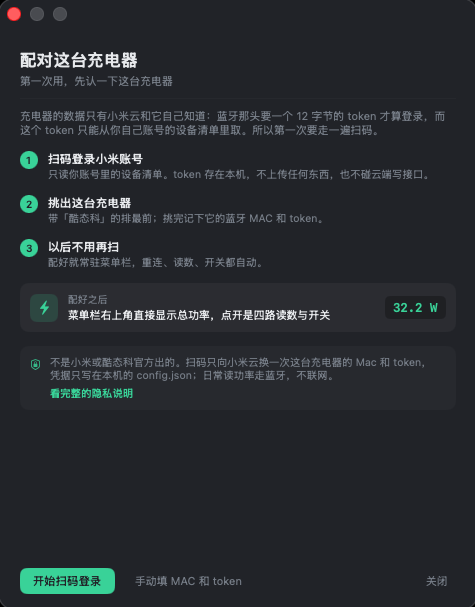 配对这台充电器
第一次用，先认一下这台充电器
充电器的数据只有小米云和它自己知道：蓝牙那头要一个 12 字节的 token 才算登录，而
这个 token 只能从你自己账号的设备清单里取。所以第一次要走一遍扫码。
1
扫码登录小米账号
只读你账号里的设备清单。token 存在本机，不上传任何东西，也不碰云端写接口。
2
挑出这台充电器
带「酷态科」的排最前；挑完记下它的蓝牙 MAC 和 token。
3
以后不用再扫
配好就常驻菜单栏，重连、读数、开关都自动。
配好之后
菜单栏右上角直接显示总功率，点开是四路读数与开关
32.2 W
不是小米或酷态科官方出的。扫码只向小米云换一次这台充电器的 Mac 和 token，
凭据只写在本机的 config.json；日常读功率走蓝牙，不联网。
看完整的隐私说明
开始扫码登录
手动填 MAC 和 token
关闭